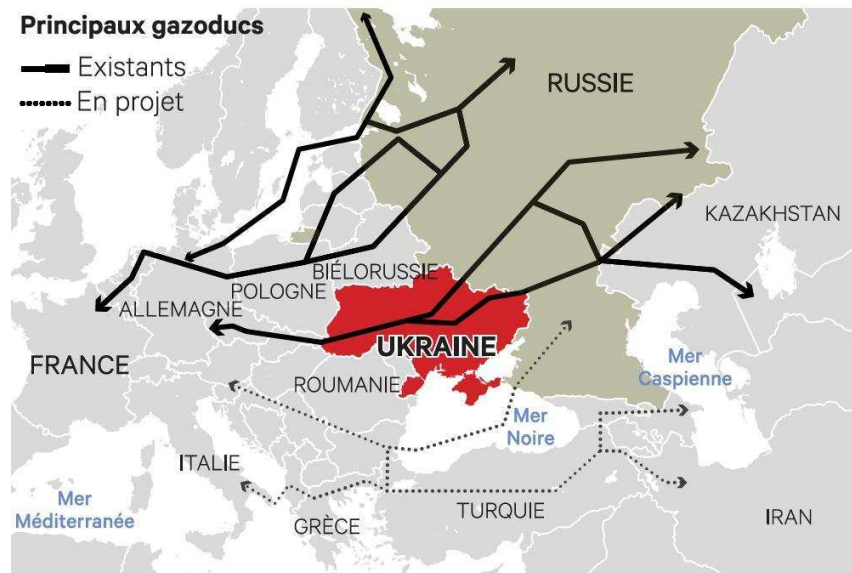 Principaux gazoducs
Existants
En projet
RUSSIE
KAZAKHSTAN
BIÉLORUSSIE
POLOGNE
ALLEMAGNE
UKRAINE
FRANCE
ROUMANIE
Mer
Caspienne
Mer
Noire
ITALIE
Mer
Méditerranée
GRÈCE
TURQUIE
IRAN